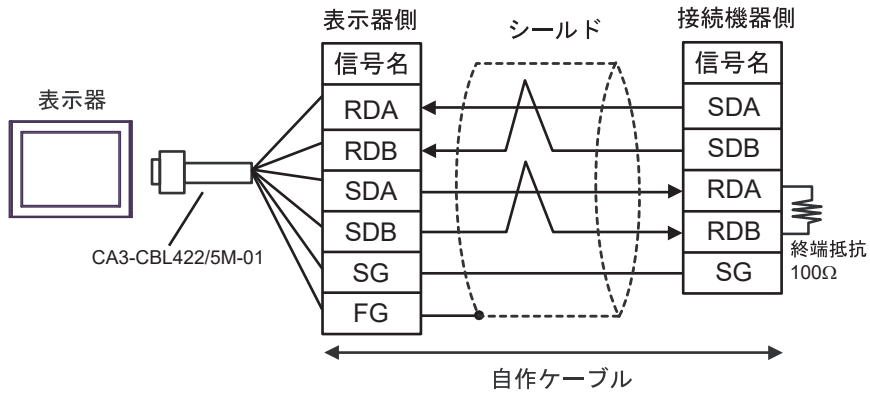 表示器側
シールド
接続機器側
信号名
信号名
表示器
RDA
RDB
SDA
SDB
SG
FG
SDA
SDB
RDA
RDB
SG
CA3-CBL422/5M-01
終端抵抗
100Ω
自作ケーブル